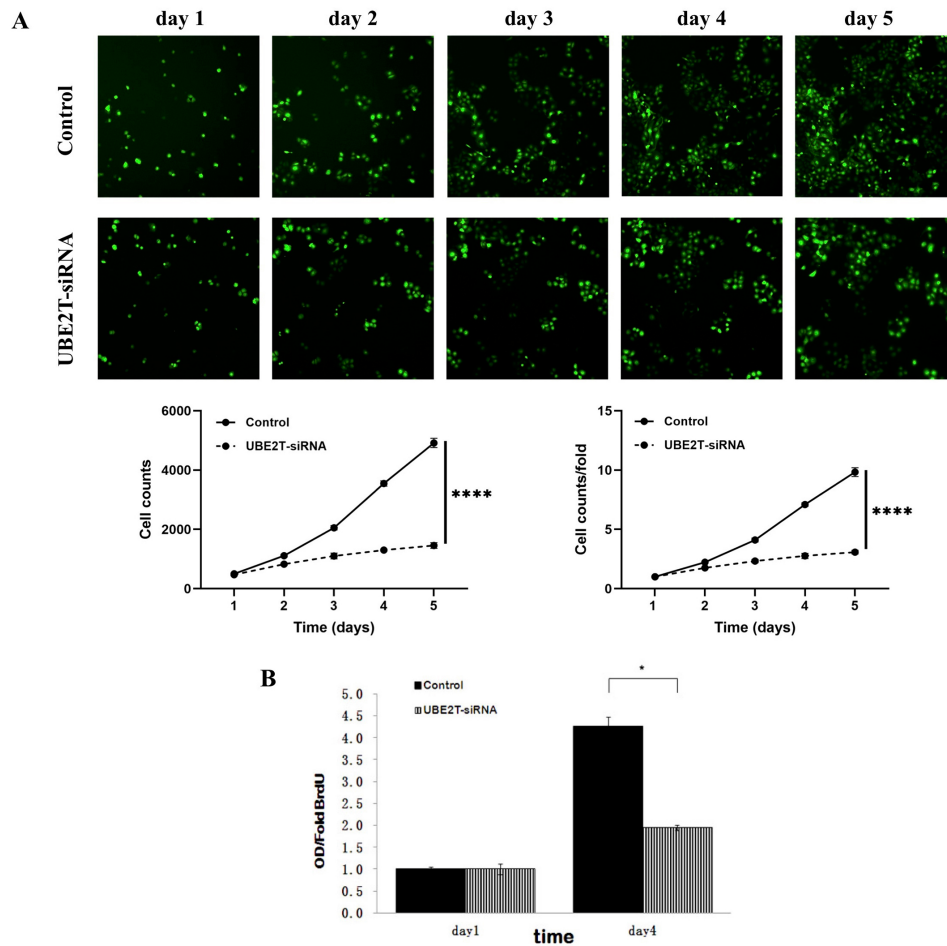 A
day 1 day 2 day 3 day 4 day 5
Control
UBE2T-siRNA
6000
4000
2000
0
Cell counts
Control
UBE2T-siRNA
****
1 2 3 4 5
Time (days)
15
10
5
0
Cell counts/fold
Control
UBE2T-siRNA
****
1 2 3 4 5
Time (days)
B
Control
UBE2T-siRNA
*
5.0
4.5
4.0
3.5
3.0
2.5
2.0
1.5
1.0
0.5
0.0
OD/Fold BrdU
day1 day4
time